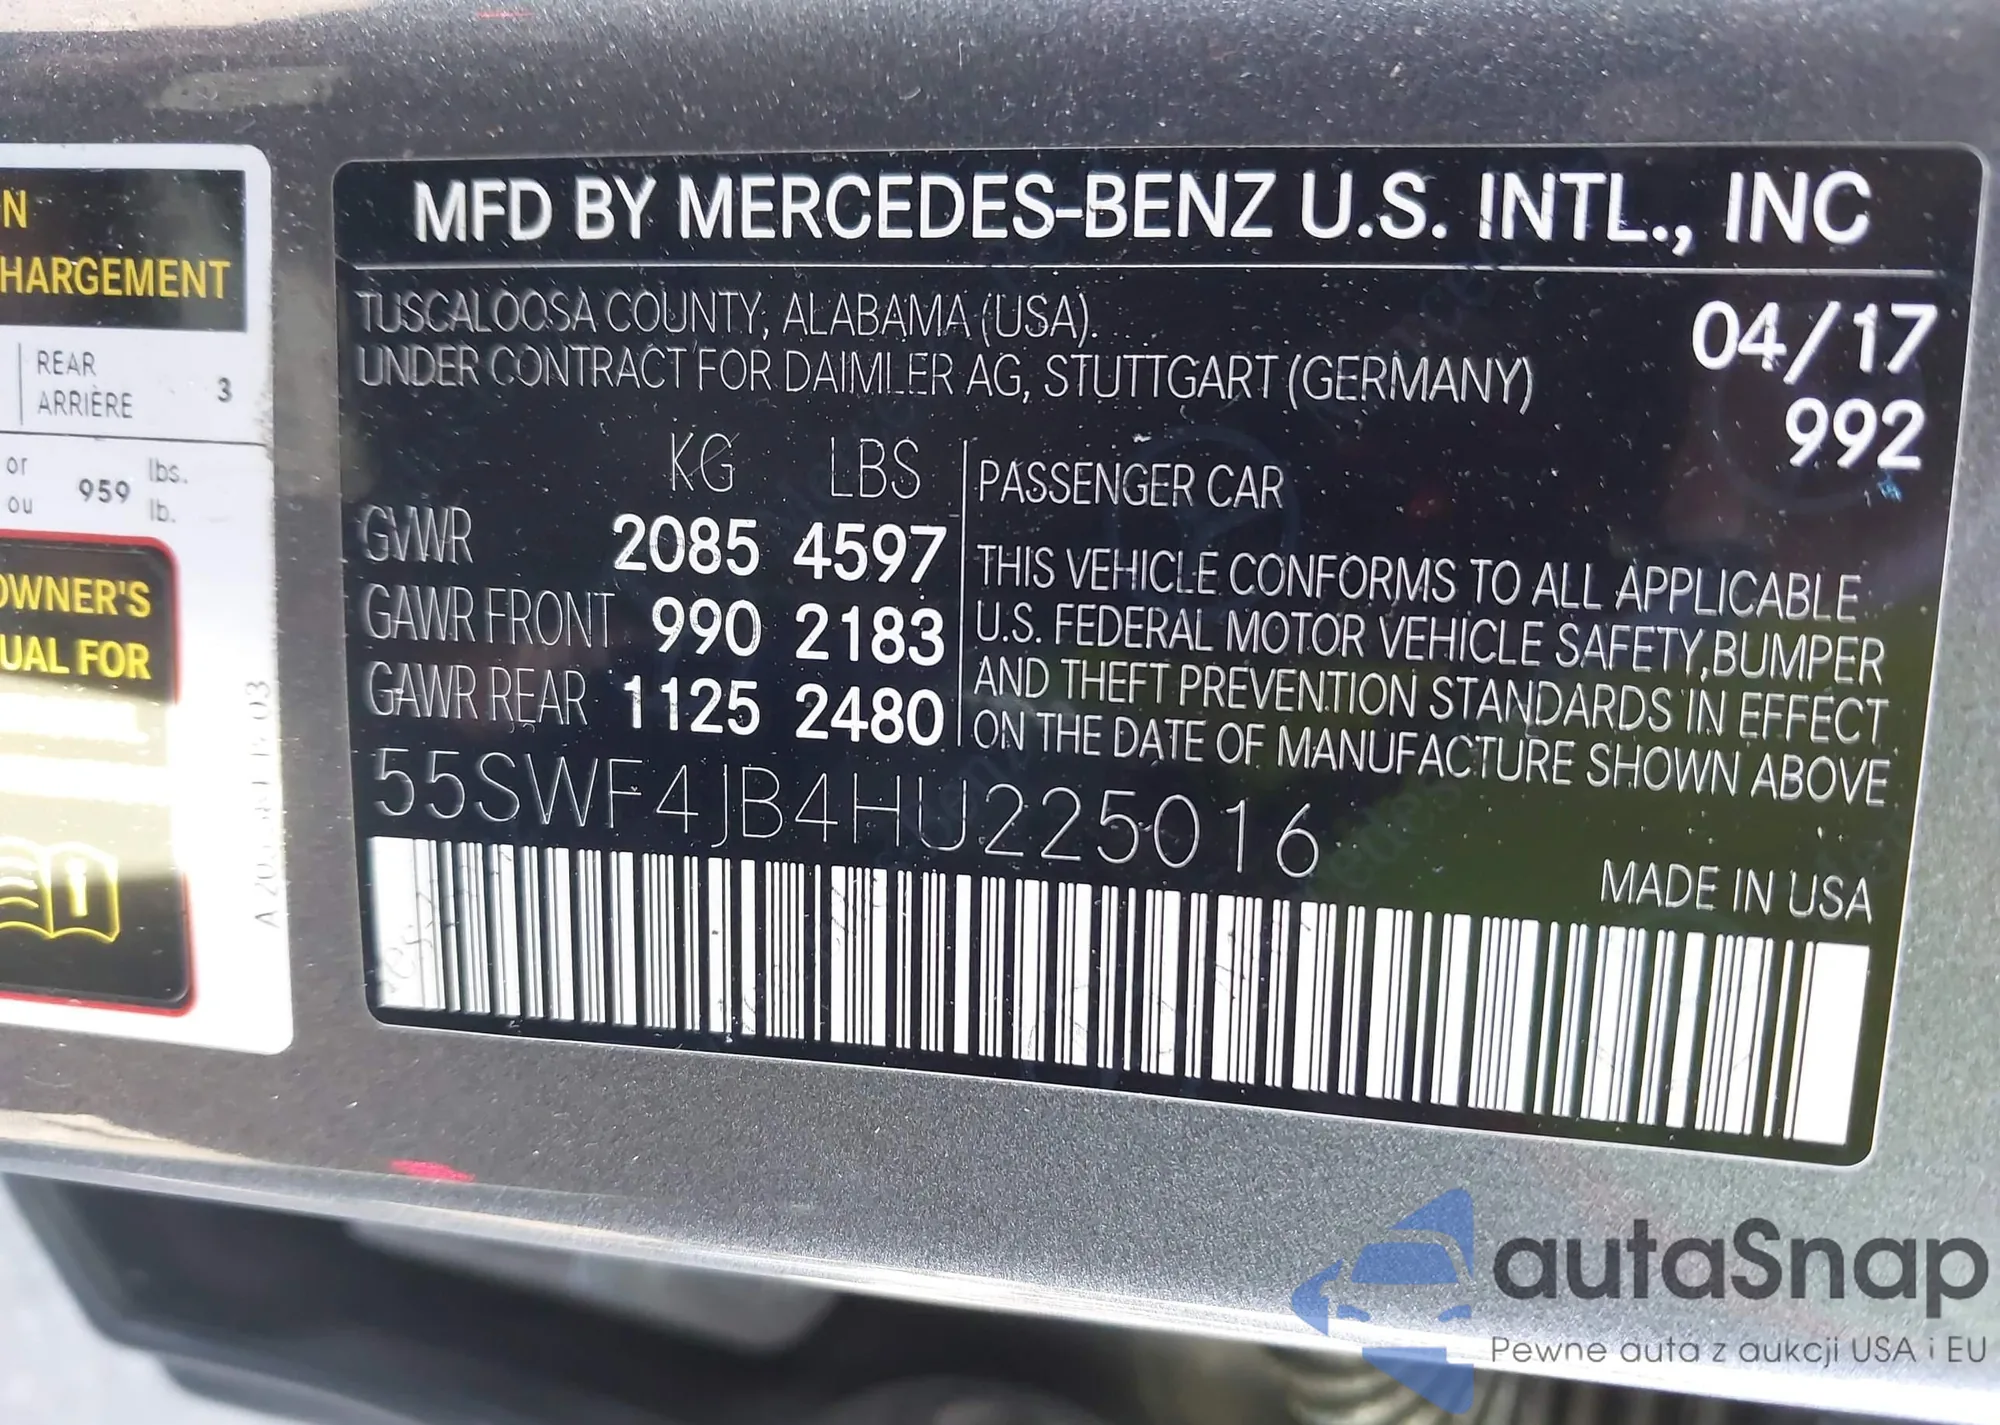 N
HARGEMENT
REAR
ARRIÈRE 3
or
ou 959 lbs.
lb.
OWNER'S
UAL FOR
MFD BY MERCEDES-BENZ U.S. INTL., INC
TUSCALOOSA COUNTY, ALABAMA (USA).
UNDER CONTRACT FOR DAIMLER AG, STUTTGART (GERMANY)
04/17
992
KG LBS
GVWR 2085 4597
GAWR FRONT 990 2183
GAWR REAR 1125 2480
PASSENGER CAR
THIS VEHICLE CONFORMS TO ALL APPLICABLE
U.S. FEDERAL MOTOR VEHICLE SAFETY,BUMPER
AND THEFT PREVENTION STANDARDS IN EFFECT
ON THE DATE OF MANUFACTURE SHOWN ABOVE
55SWF4JB4HU225016
MADE IN USA
autaSnap
Pewne auta z aukcji USA i EU